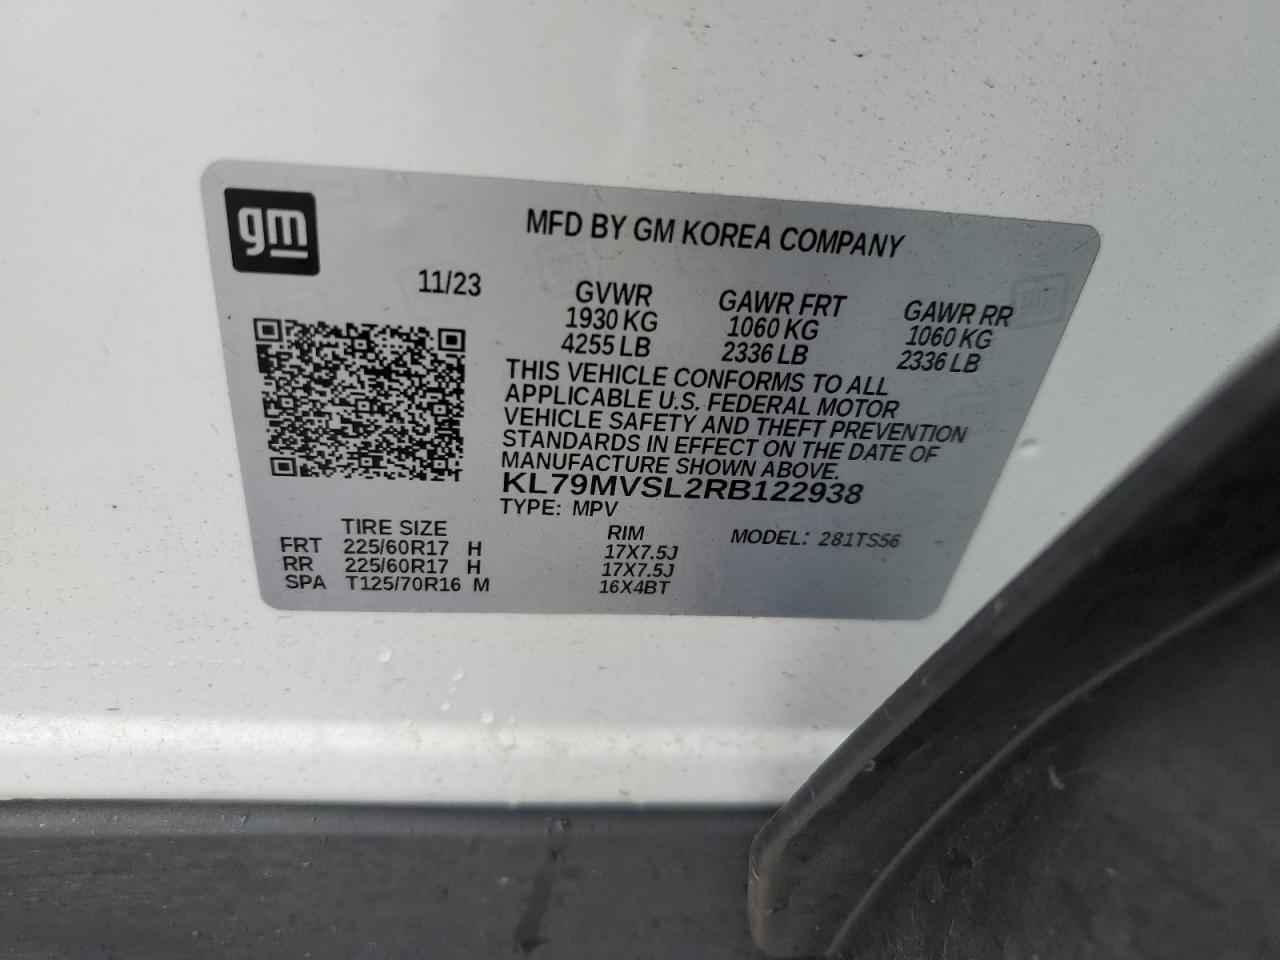 gm
MFD BY GM KOREA COMPANY
11/23
GVWR GAWR FRT GAWR RR
1930 KG 1060 KG 1060 KG
4255 LB 2336 LB 2336 LB
THIS VEHICLE CONFORMS TO ALL
APPLICABLE U.S. FEDERAL MOTOR
VEHICLE SAFETY AND THEFT PREVENTION
STANDARDS IN EFFECT ON THE DATE OF
MANUFACTURE SHOWN ABOVE.
KL79MVSL2RB122938
TYPE: MPV
TIRE SIZE RIM MODEL: 281TS56
FRT 225/60R17 H 17X7.5J
RR 225/60R17 H 17X7.5J
SPA T125/70R16 M 16X4BT